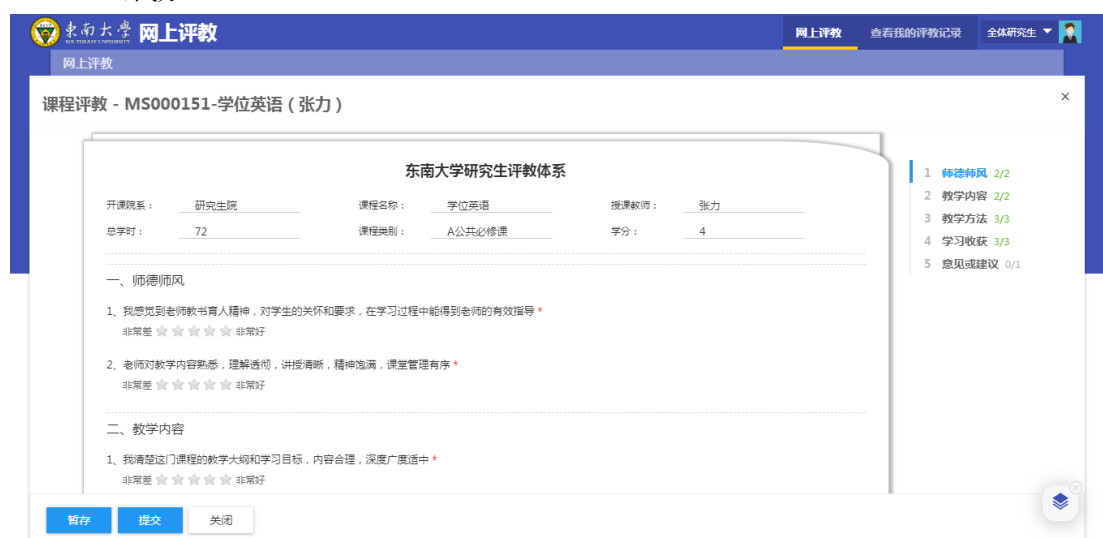 东南大学 网上评教
SOUTHEAST UNIVERSITY
网上评教 查看我的评教记录 全体研究生
网上评教
课程评教 - MS000151-学位英语 ( 张力 )
×
东南大学研究生评教体系
开课院系： 研究生院 课程名称： 学位英语 授课教师： 张力
总学时： 72 课程类别： A公共必修课 学分： 4
一、师德师风
1、我感觉到老师教书育人精神，对学生的关怀和要求，在学习过程中能得到老师的有效指导 *
非常差 非常好
2、老师对教学内容熟悉，理解透彻，讲授清晰，精神饱满，课堂管理有序 *
非常差 非常好
二、教学内容
1、我清楚这门课程的教学大纲和学习目标，内容合理，深度广度适中 *
非常差 非常好
1 师德师风 2/2
2 教学内容 2/2
3 教学方法 3/3
4 学习收获 3/3
5 意见或建议 0/1
暂存 提交 关闭